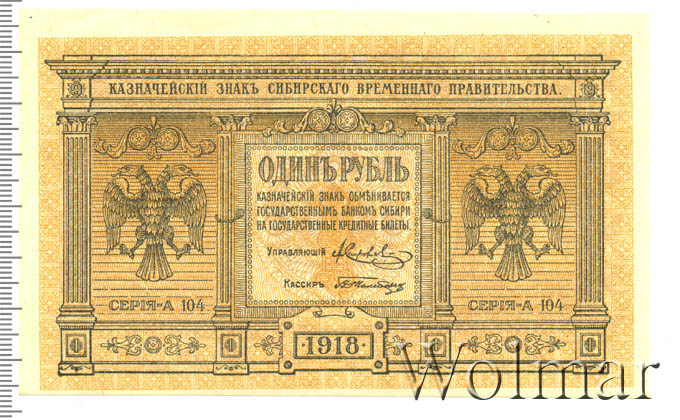 КАЗНАЧЕЙСКІЙ ЗНАКЪ СИБИРСКАГО ВРЕМЕННАГО ПРАВИТЕЛЬСТВА.
ОДИНЪ РУБЛЬ
КАЗНАЧЕЙСКІЙ ЗНАКЪ ОБМѢНИВАЕТСЯ
ГОСУДАРСТВЕННЫМЪ БАНКОМЪ СИБИРИ
НА ГОСУДАРСТВЕННЫЕ КРЕДИТНЫЕ БИЛЕТЫ.
УПРАВЛЯЮЩІЙ
КАССИРЪ
СЕРІЯ-А 104.
СЕРІЯ-А 104.
·1918·
Wolmar